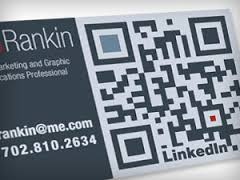 Rankin
arketing and Graphic
cations Professional
rankin@me.com
702.810.2634
LinkedIn